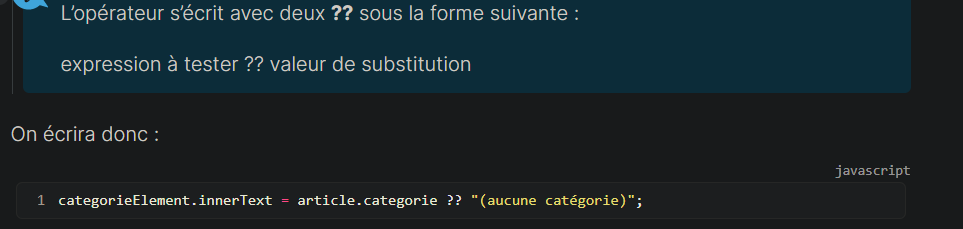 L’opérateur s’écrit avec deux ?? sous la forme suivante :
expression à tester ?? valeur de substitution
On écrira donc :
javascript
1 categorieElement.innerText = article.categorie ?? "(aucune catégorie)";